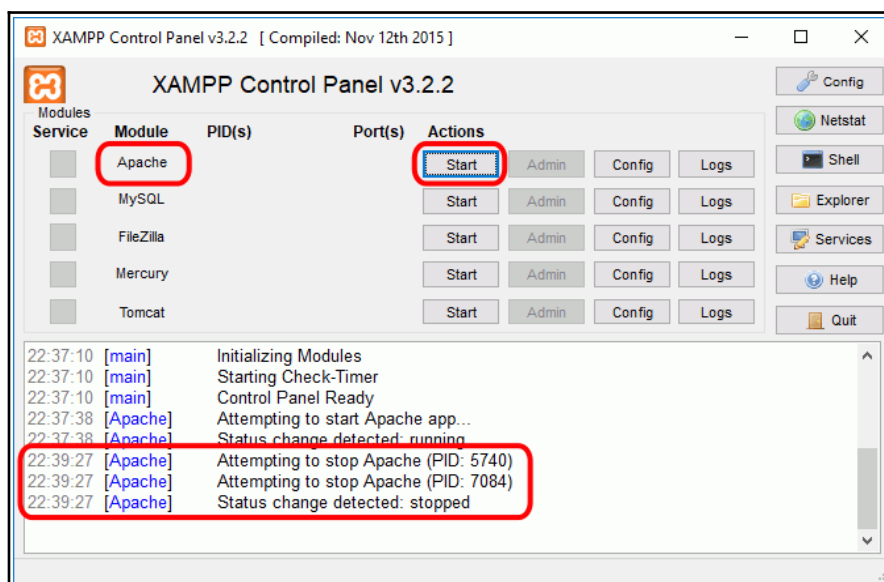 XAMPP Control Panel v3.2.2 [ Compiled: Nov 12th 2015 ]
XAMPP Control Panel v3.2.2
Config
Modules
Netstat
Service Module PID(s) Port(s) Actions
Apache Start Admin Config Logs
Shell
MySQL Start Admin Config Logs
Explorer
FileZilla Start Admin Config Logs
Services
Mercury Start Admin Config Logs
Help
Tomcat Start Admin Config Logs
Quit
22:37:10 [main] Initializing Modules
22:37:10 [main] Starting Check-Timer
22:37:10 [main] Control Panel Ready
22:37:38 [Apache] Attempting to start Apache app...
22:37:38 [Apache] Status change detected: running
22:39:27 [Apache] Attempting to stop Apache (PID: 5740)
22:39:27 [Apache] Attempting to stop Apache (PID: 7084)
22:39:27 [Apache] Status change detected: stopped